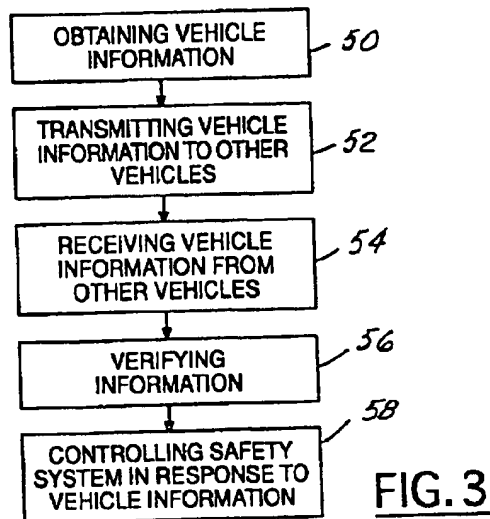 OBTAINING VEHICLE
INFORMATION
50
TRANSMITTING VEHICLE
INFORMATION TO OTHER
VEHICLES
52
RECEIVING VEHICLE
INFORMATION FROM
OTHER VEHICLES
54
VERIFYING
INFORMATION
56
CONTROLLING SAFETY
SYSTEM IN RESPONSE TO
VEHICLE INFORMATION
58
FIG. 3